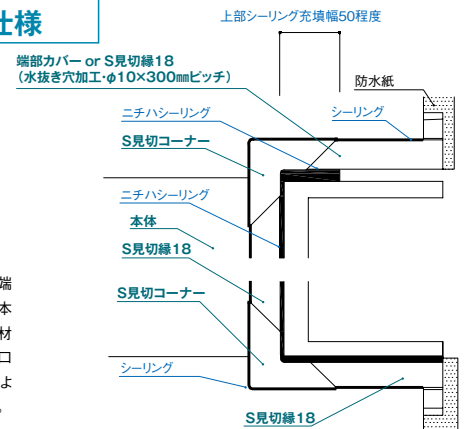 仕様
上部シーリング充填幅50程度
端部カバー or S見切縁18
（水抜き穴加工・φ10×300㎜ピッチ）
防水紙
ニチハシーリング
シーリング
S見切コーナー
ニチハシーリング
本体
S見切縁18
S見切コーナー
シーリング
S見切縁18
端
本
材
ロ
よ
。